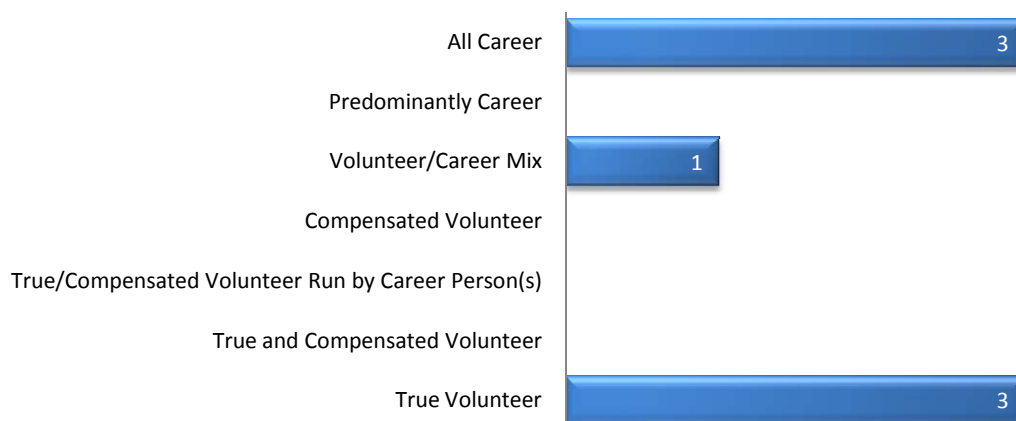 All Career 3
Predominantly Career
Volunteer/Career Mix 1
Compensated Volunteer
True/Compensated Volunteer Run by Career Person(s)
True and Compensated Volunteer
True Volunteer 3